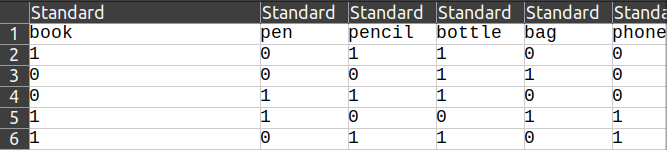 Standard Standard Standard Standard Standard Standa
1 book pen pencil bottle bag phone
2 1 0 1 1 0 0
3 0 0 0 1 1 0
4 0 1 1 1 0 0
5 1 1 0 0 1 1
6 1 0 1 1 0 1